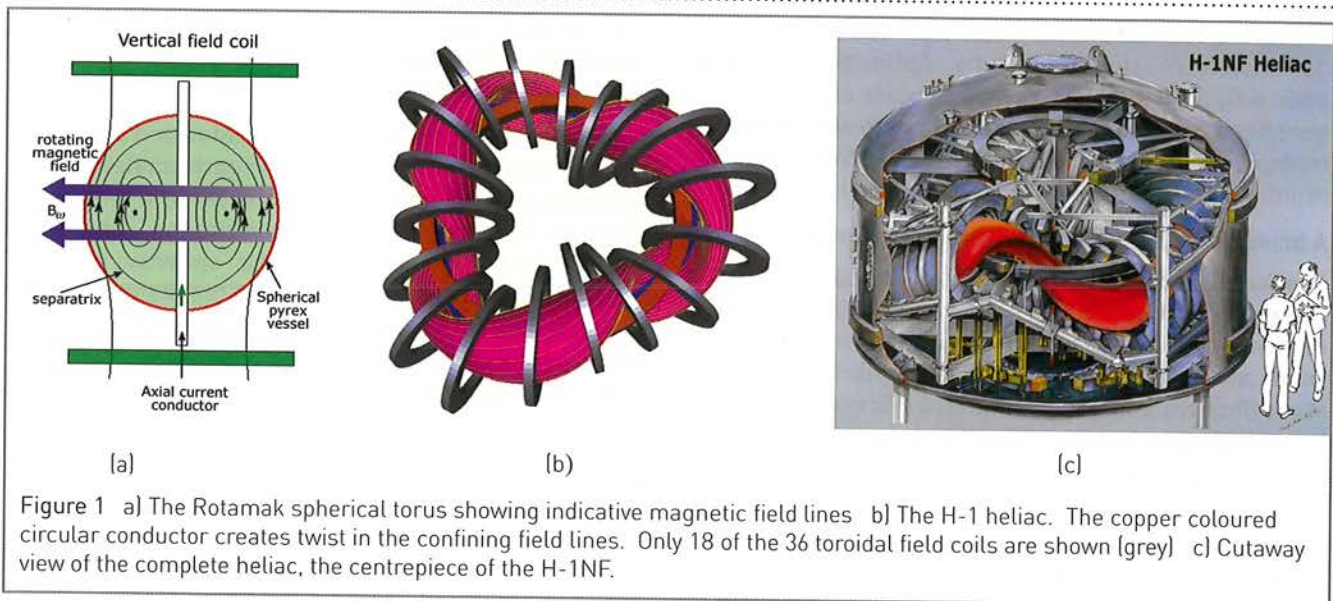 Vertical field coil
rotating
magnetic
field
Bω
separatrix
Spherical
pyrex
vessel
Axial current
conductor
H-1NF Heliac
(a)
(b)
(c)
Figure 1 a) The Rotamak spherical torus showing indicative magnetic field lines b) The H-1 heliac. The copper coloured
circular conductor creates twist in the confining field lines. Only 18 of the 36 toroidal field coils are shown (grey) c) Cutaway
view of the complete heliac, the centrepiece of the H-1NF.